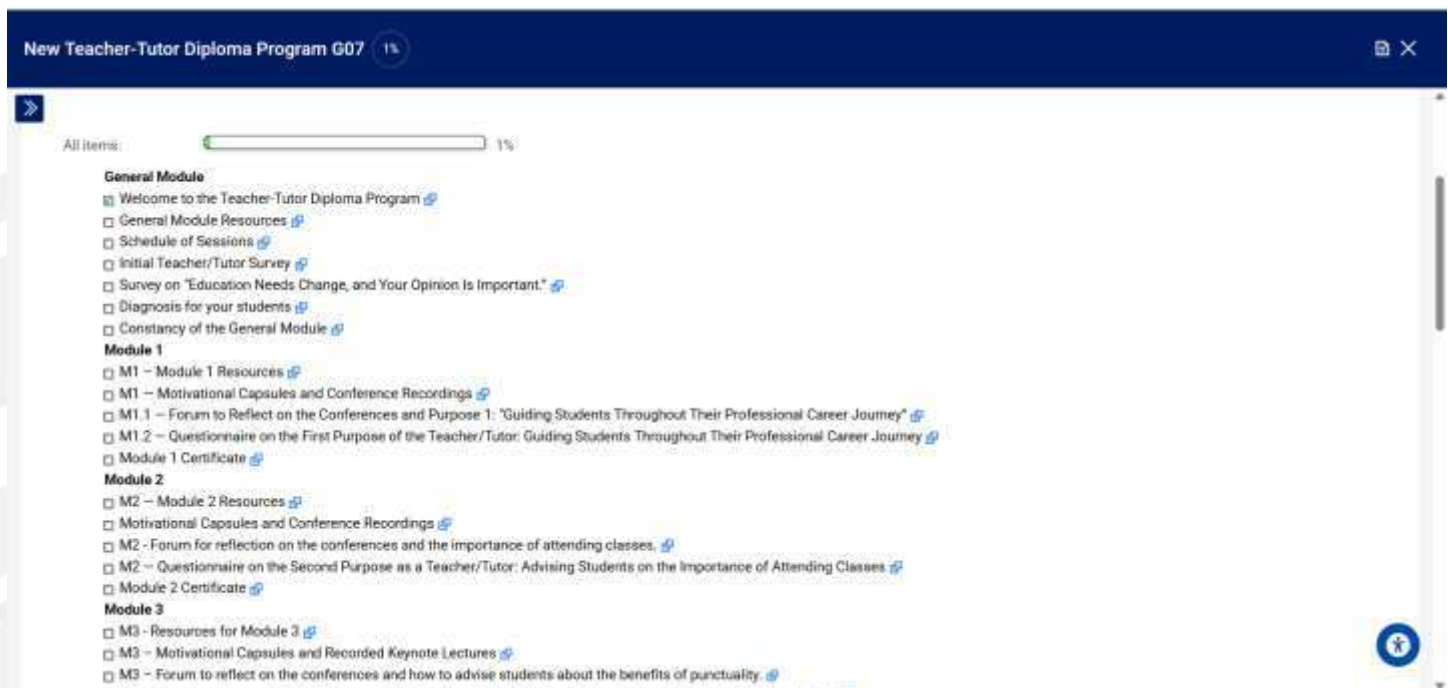 New Teacher-Tutor Diploma Program G07 1%
All items: 1%
General Module
Welcome to the Teacher-Tutor Diploma Program
General Module Resources
Schedule of Sessions
Initial Teacher/Tutor Survey
Survey on "Education Needs Change, and Your Opinion Is Important."
Diagnosis for your students
Constancy of the General Module
Module 1
M1 – Module 1 Resources
M1 – Motivational Capsules and Conference Recordings
M1.1 – Forum to Reflect on the Conferences and Purpose 1: "Guiding Students Throughout Their Professional Career Journey"
M1.2 – Questionnaire on the First Purpose of the Teacher/Tutor: Guiding Students Throughout Their Professional Career Journey
Module 1 Certificate
Module 2
M2 – Module 2 Resources
Motivational Capsules and Conference Recordings
M2 - Forum for reflection on the conferences and the importance of attending classes.
M2 – Questionnaire on the Second Purpose as a Teacher/Tutor: Advising Students on the Importance of Attending Classes
Module 2 Certificate
Module 3
M3 - Resources for Module 3
M3 – Motivational Capsules and Recorded Keynote Lectures
M3 – Forum to reflect on the conferences and how to advise students about the benefits of punctuality.